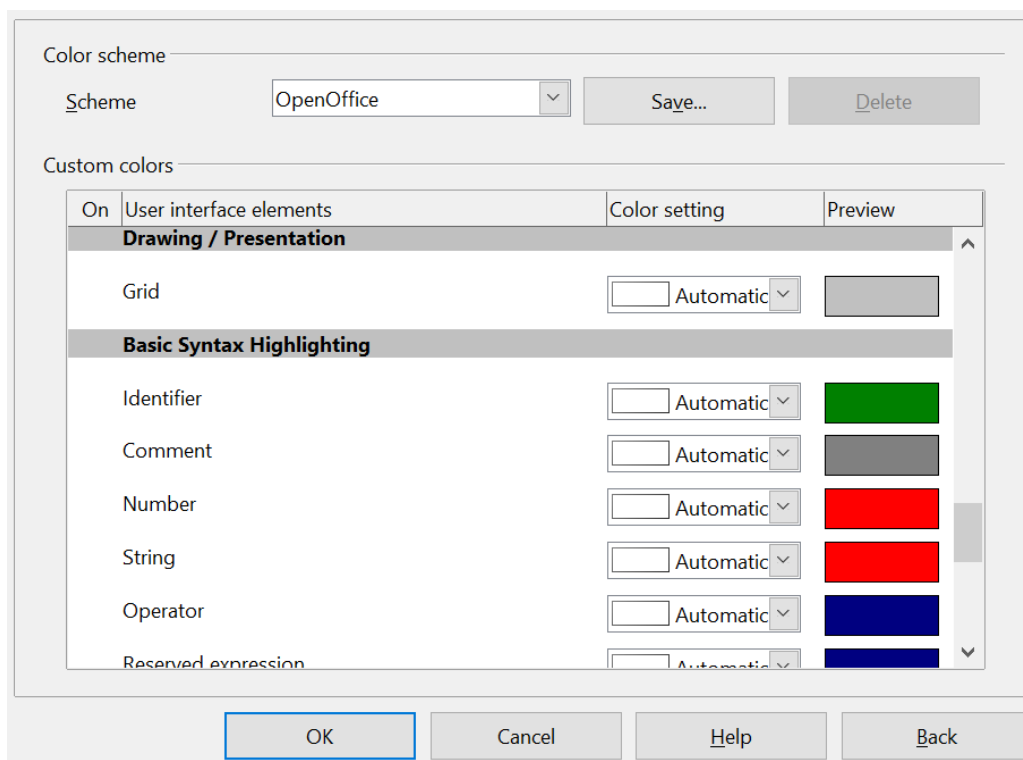 Color scheme
Scheme OpenOffice Save... Delete
Custom colors
On User interface elements Color setting Preview
Drawing / Presentation
Grid Automatic
Basic Syntax Highlighting
Identifier Automatic
Comment Automatic
Number Automatic
String Automatic
Operator Automatic
Reserved expression Automatic
OK Cancel Help Back